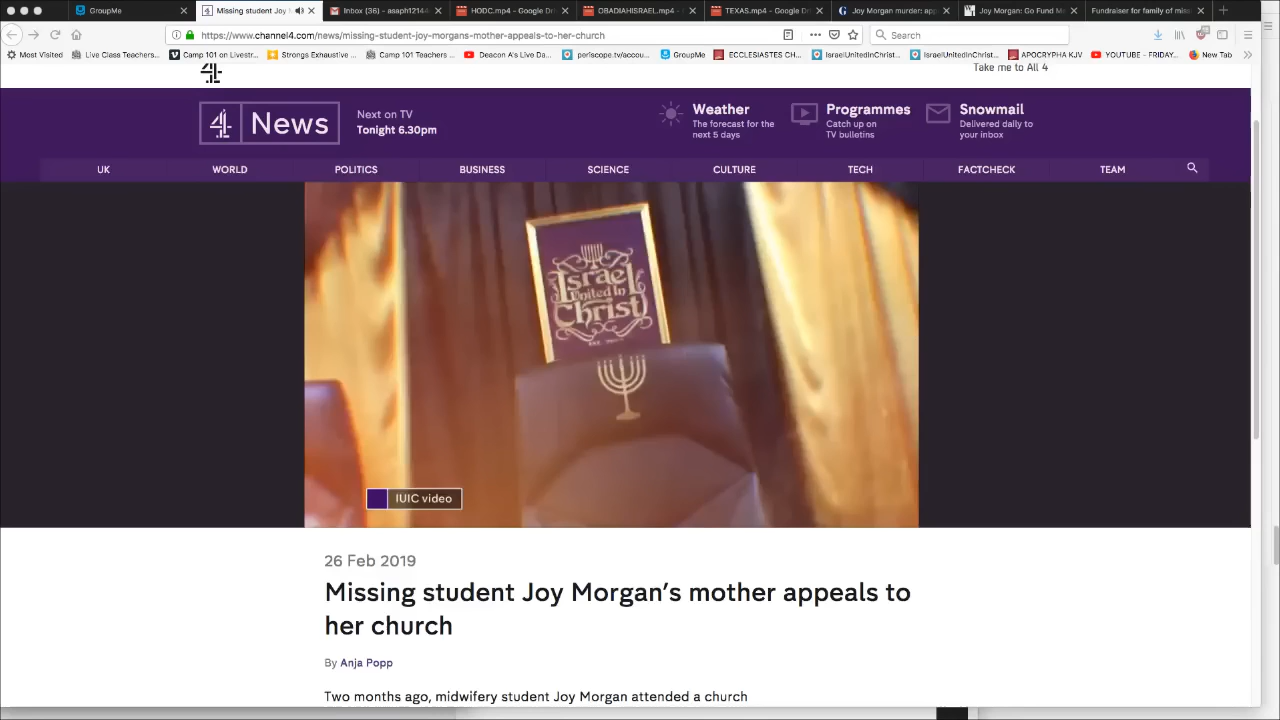 GroupMe
Missing student Joy M
Inbox (36) - asaph12144
HODC.mp4 - Google Dri
OBADIAHISRAEL.mp4 -
TEXAS.mp4 - Google Dr
Joy Morgan murder: app
Joy Morgan: Go Fund M
Fundraiser for family of miss
https://www.channel4.com/news/missing-student-joy-morgans-mother-appeals-to-her-church
Search
Most Visited
Live Class Teachers...
Camp 101 on Livestr...
Strongs Exhaustive ...
Camp 101 Teachers ...
Deacon A's Live Da...
periscope.tv/accou...
GroupMe
ECCLESIASTES CH...
IsraelUnitedInChrist...
IsraelUnitedInChrist...
APOCRYPHA KJV
YOUTUBE - FRIDAY...
New Tab
4
Take me to All 4
4 News
Next on TV
Tonight 6.30pm
Weather
The forecast for the
next 5 days
Programmes
Catch up on
TV bulletins
Snowmail
Delivered daily to
your inbox
UK
WORLD
POLITICS
BUSINESS
SCIENCE
CULTURE
TECH
FACTCHECK
TEAM
Israel
United In
Christ
IUIC video
26 Feb 2019
Missing student Joy Morgan's mother appeals to
her church
By Anja Popp
Two months ago, midwifery student Joy Morgan attended a church